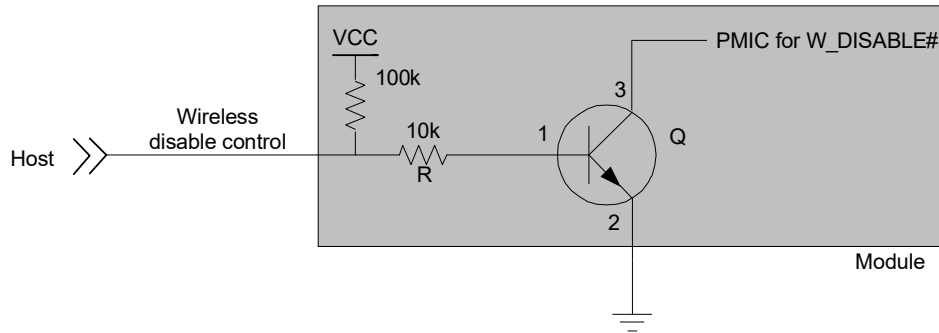 VCC
PMIC for W_DISABLE#
100k
3
Wireless
disable control
10k
1
Q
Host
R
2
Module